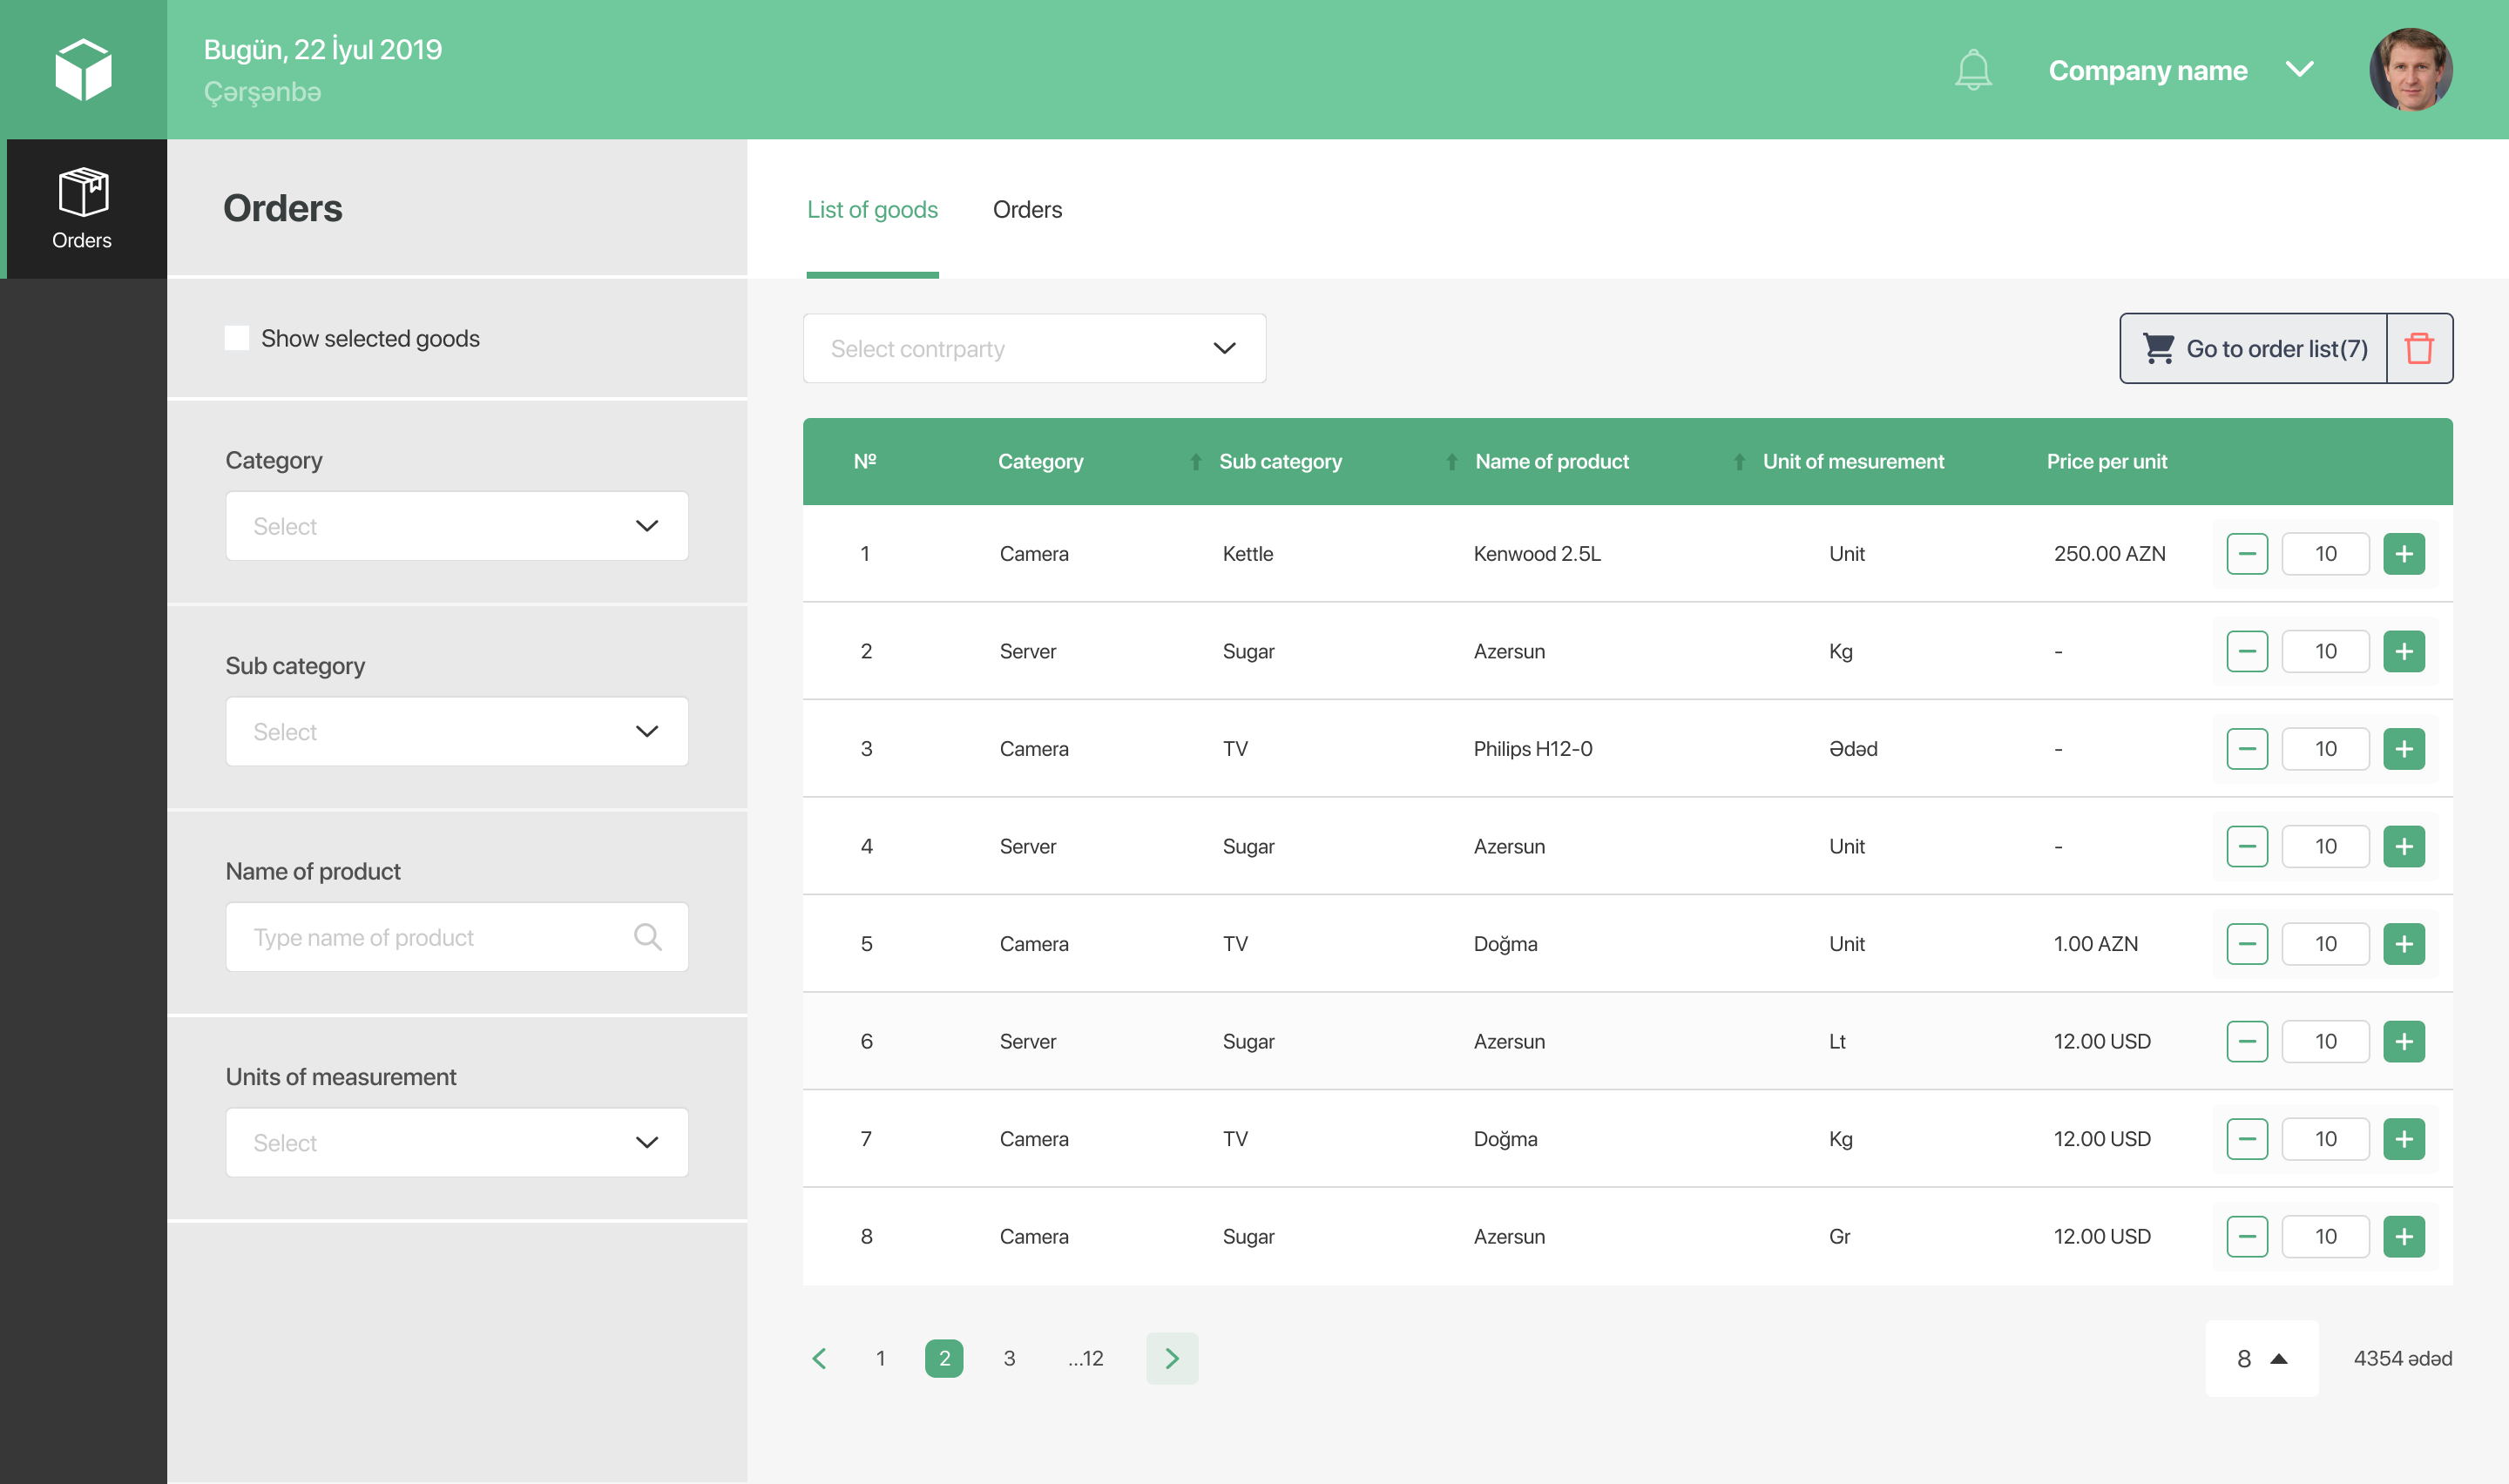 Bugün, 22 İyul 2019
Çərşənbə
Company name
Orders
Orders
List of goods
Orders
Show selected goods
Select contrparty
Go to order list(7)
Category
Select
Sub category
Select
Name of product
Type name of product
Units of measurement
Select
Nº Category Sub category Name of product Unit of mesurement Price per unit
1 Camera Kettle Kenwood 2.5L Unit 250.00 AZN 10
2 Server Sugar Azersun Kg - 10
3 Camera TV Philips H12-0 Ədəd - 10
4 Server Sugar Azersun Unit - 10
5 Camera TV Doğma Unit 1.00 AZN 10
6 Server Sugar Azersun Lt 12.00 USD 10
7 Camera TV Doğma Kg 12.00 USD 10
8 Camera Sugar Azersun Gr 12.00 USD 10
1 2 3 ...12
8
4354 ədəd